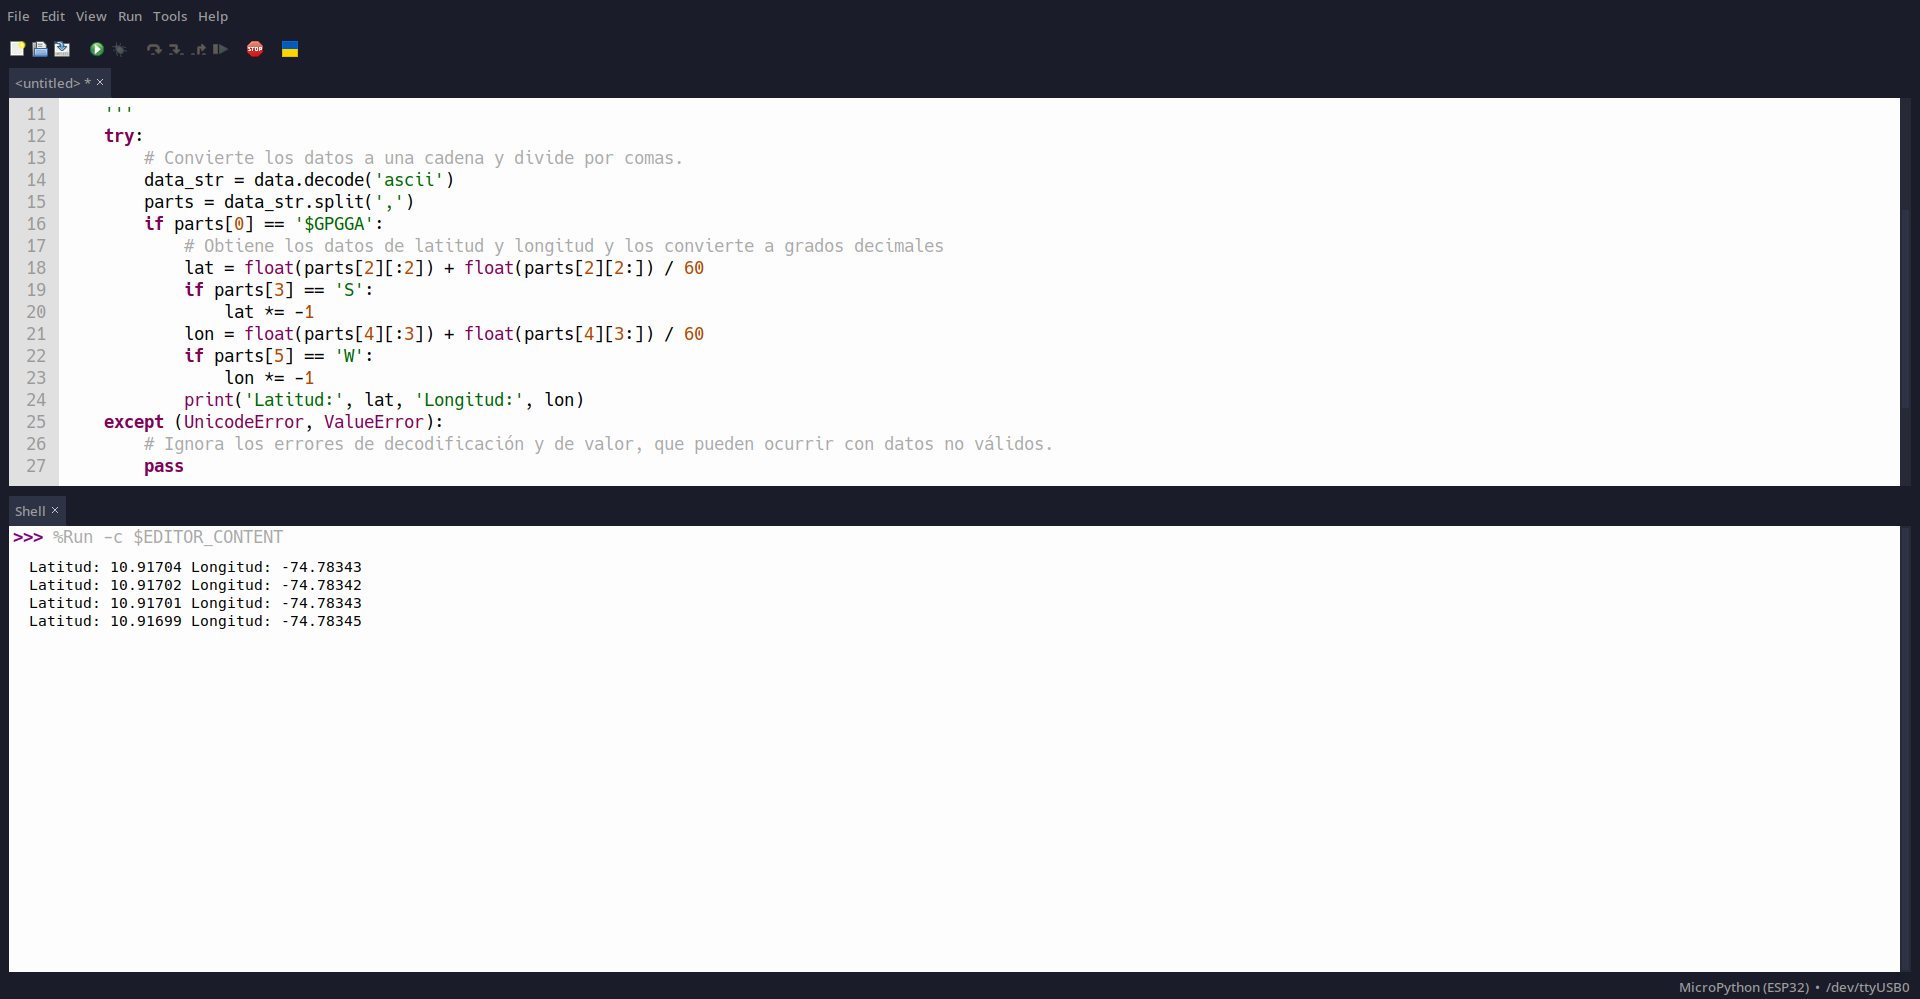 File Edit View Run Tools Help
STOP
<untitled> * ×
11 '''
12 try:
13 # Convierte los datos a una cadena y divide por comas.
14 data_str = data.decode('ascii')
15 parts = data_str.split(',')
16 if parts[0] == '$GPGGA':
17 # Obtiene los datos de latitud y longitud y los convierte a grados decimales
18 lat = float(parts[2][:2]) + float(parts[2][2:]) / 60
19 if parts[3] == 'S':
20 lat *= -1
21 lon = float(parts[4][:3]) + float(parts[4][3:]) / 60
22 if parts[5] == 'W':
23 lon *= -1
24 print('Latitud:', lat, 'Longitud:', lon)
25 except (UnicodeError, ValueError):
26 # Ignora los errores de decodificación y de valor, que pueden ocurrir con datos no válidos.
27 pass
Shell ×
>>> %Run -c $EDITOR_CONTENT
Latitud: 10.91704 Longitud: -74.78343
Latitud: 10.91702 Longitud: -74.78342
Latitud: 10.91701 Longitud: -74.78343
Latitud: 10.91699 Longitud: -74.78345
MicroPython (ESP32) • /dev/ttyUSB0